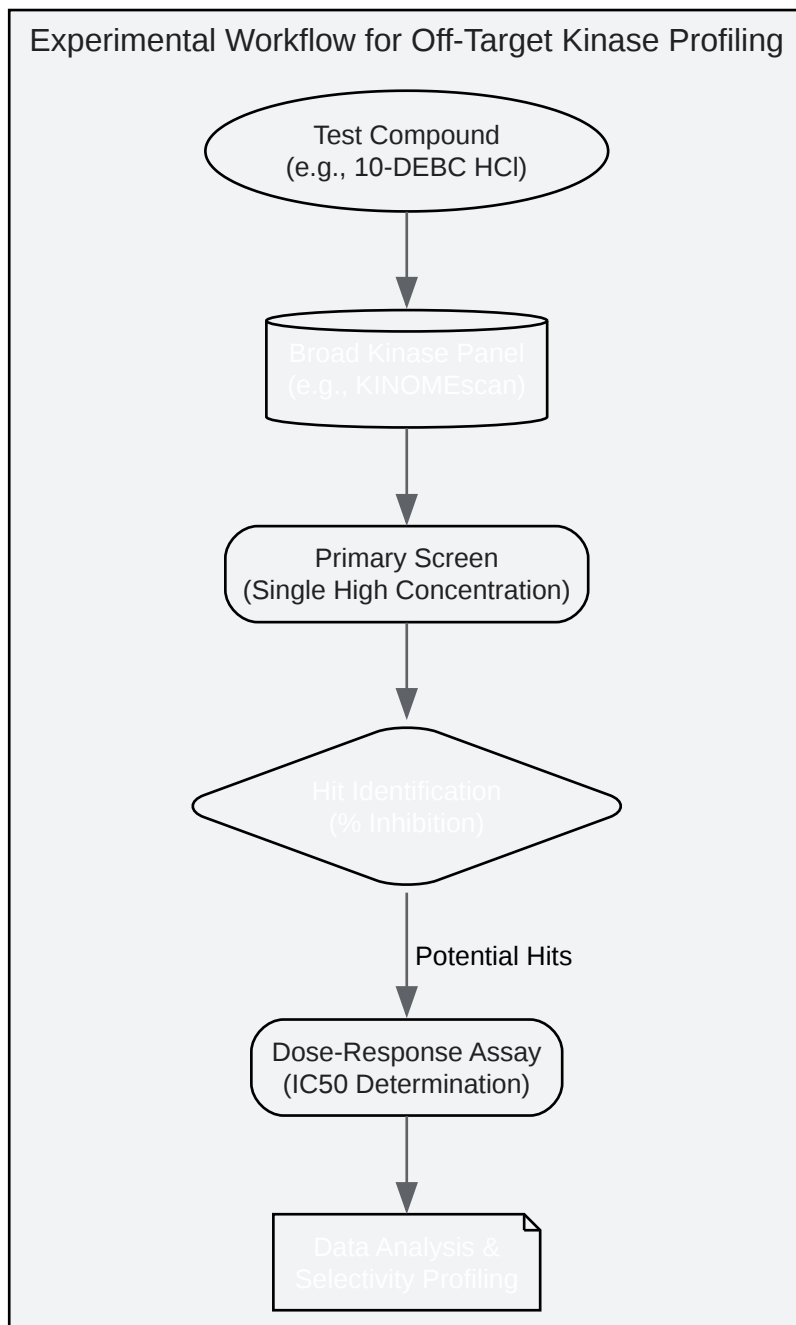 Experimental Workflow for Off-Target Kinase Profiling
Test Compound
(e.g., 10-DEBC HCl)
Broad Kinase Panel
(e.g., KINOMEscan)
Primary Screen
(Single High Concentration)
Hit Identification
(% Inhibition)
Potential Hits
Dose-Response Assay
(IC50 Determination)
Data Analysis &
Selectivity Profiling